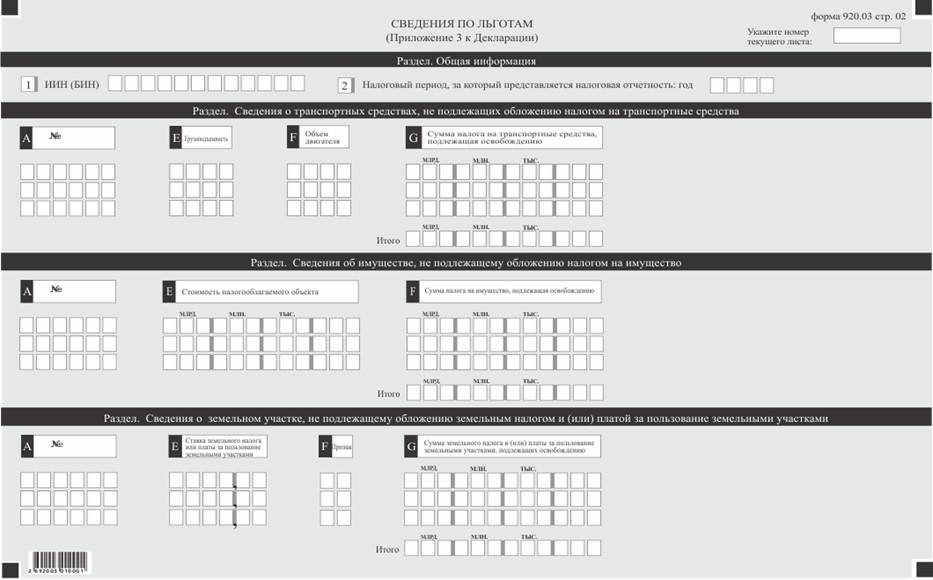 форма 920.03 стр. 02
СВЕДЕНИЯ ПО ЛЬГОТАМ
(Приложение 3 к Декларации)
Укажите номер
текущего листа:
Раздел. Общая информация
1 ИИН (БИН)
2 Налоговый период, за который представляется налоговая отчетность: год
Раздел. Сведения о транспортных средствах, не подлежащих обложению налогом на транспортные средства
A №
E Грузоподъемность
F Объем
двигателя
G Сумма налога на транспортные средства,
подлежащая освобождению
МЛРД. МЛН. ТЫС.
МЛРД. МЛН. ТЫС.
Итого
Раздел. Сведения об имуществе, не подлежащему обложению налогом на имущество
A №
E Стоимость налогооблагаемого объекта
F Сумма налога на имущество, подлежащая освобождению
МЛРД. МЛН. ТЫС. МЛРД. МЛН. ТЫС.
МЛРД. МЛН. ТЫС.
Итого
Раздел. Сведения о земельном участке, не подлежащему обложению земельным налогом и (или) платой за пользование земельными участками
A №
E Ставка земельного налога
или платы за пользование
земельными участками
F Признак
G Сумма земельного налога и (или) платы за пользование
земельными участками, подлежащих освобождению
МЛРД. МЛН. ТЫС.
,
,
,
МЛРД. МЛН. ТЫС.
Итого
2 692003 010001